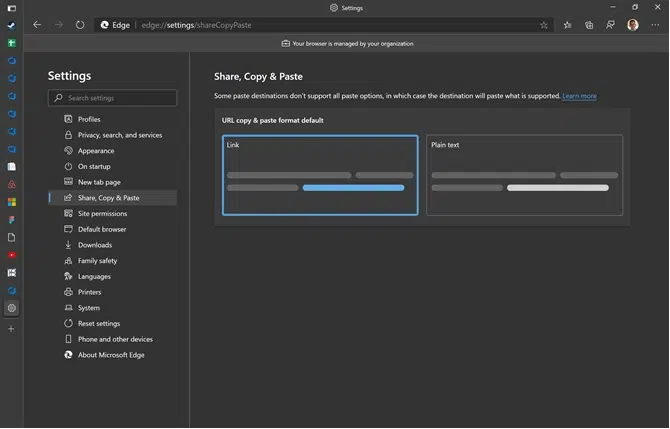 Settings
Edge
edge://settings/shareCopyPaste
Your browser is managed by your organization
Settings
Search settings
Profiles
Privacy, search, and services
Appearance
On startup
New tab page
Share, Copy & Paste
Site permissions
Default browser
Downloads
Family safety
Languages
Printers
System
Reset settings
Phone and other devices
About Microsoft Edge
Share, Copy & Paste
Some paste destinations don't support all paste options, in which case the destination will paste what is supported. Learn more
URL copy & paste format default
Link
Plain text